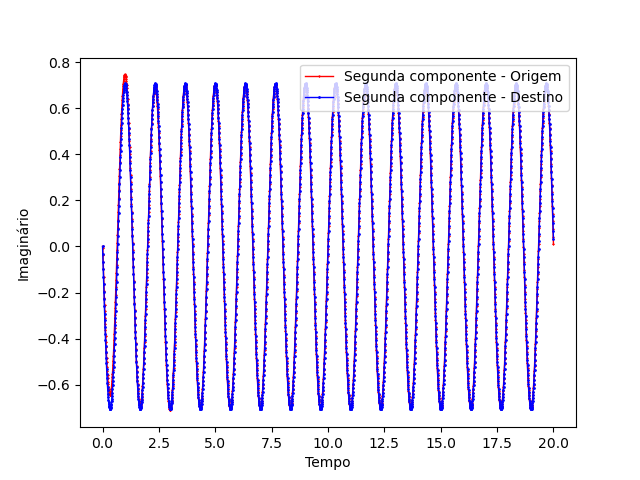 0.8
0.6
0.4
0.2
0.0
−0.2
−0.4
−0.6
Imaginário
Segunda componente - Origem
Segunda componente - Destino
0.0 2.5 5.0 7.5 10.0 12.5 15.0 17.5 20.0
Tempo